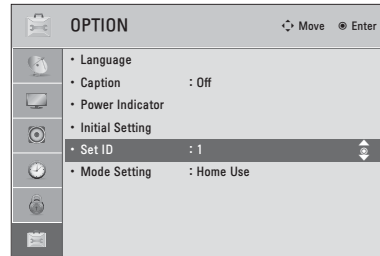 OPTION
Move Enter
• Language
• Caption : Off
• Power Indicator
• Initial Setting
• Set ID : 1
• Mode Setting : Home Use